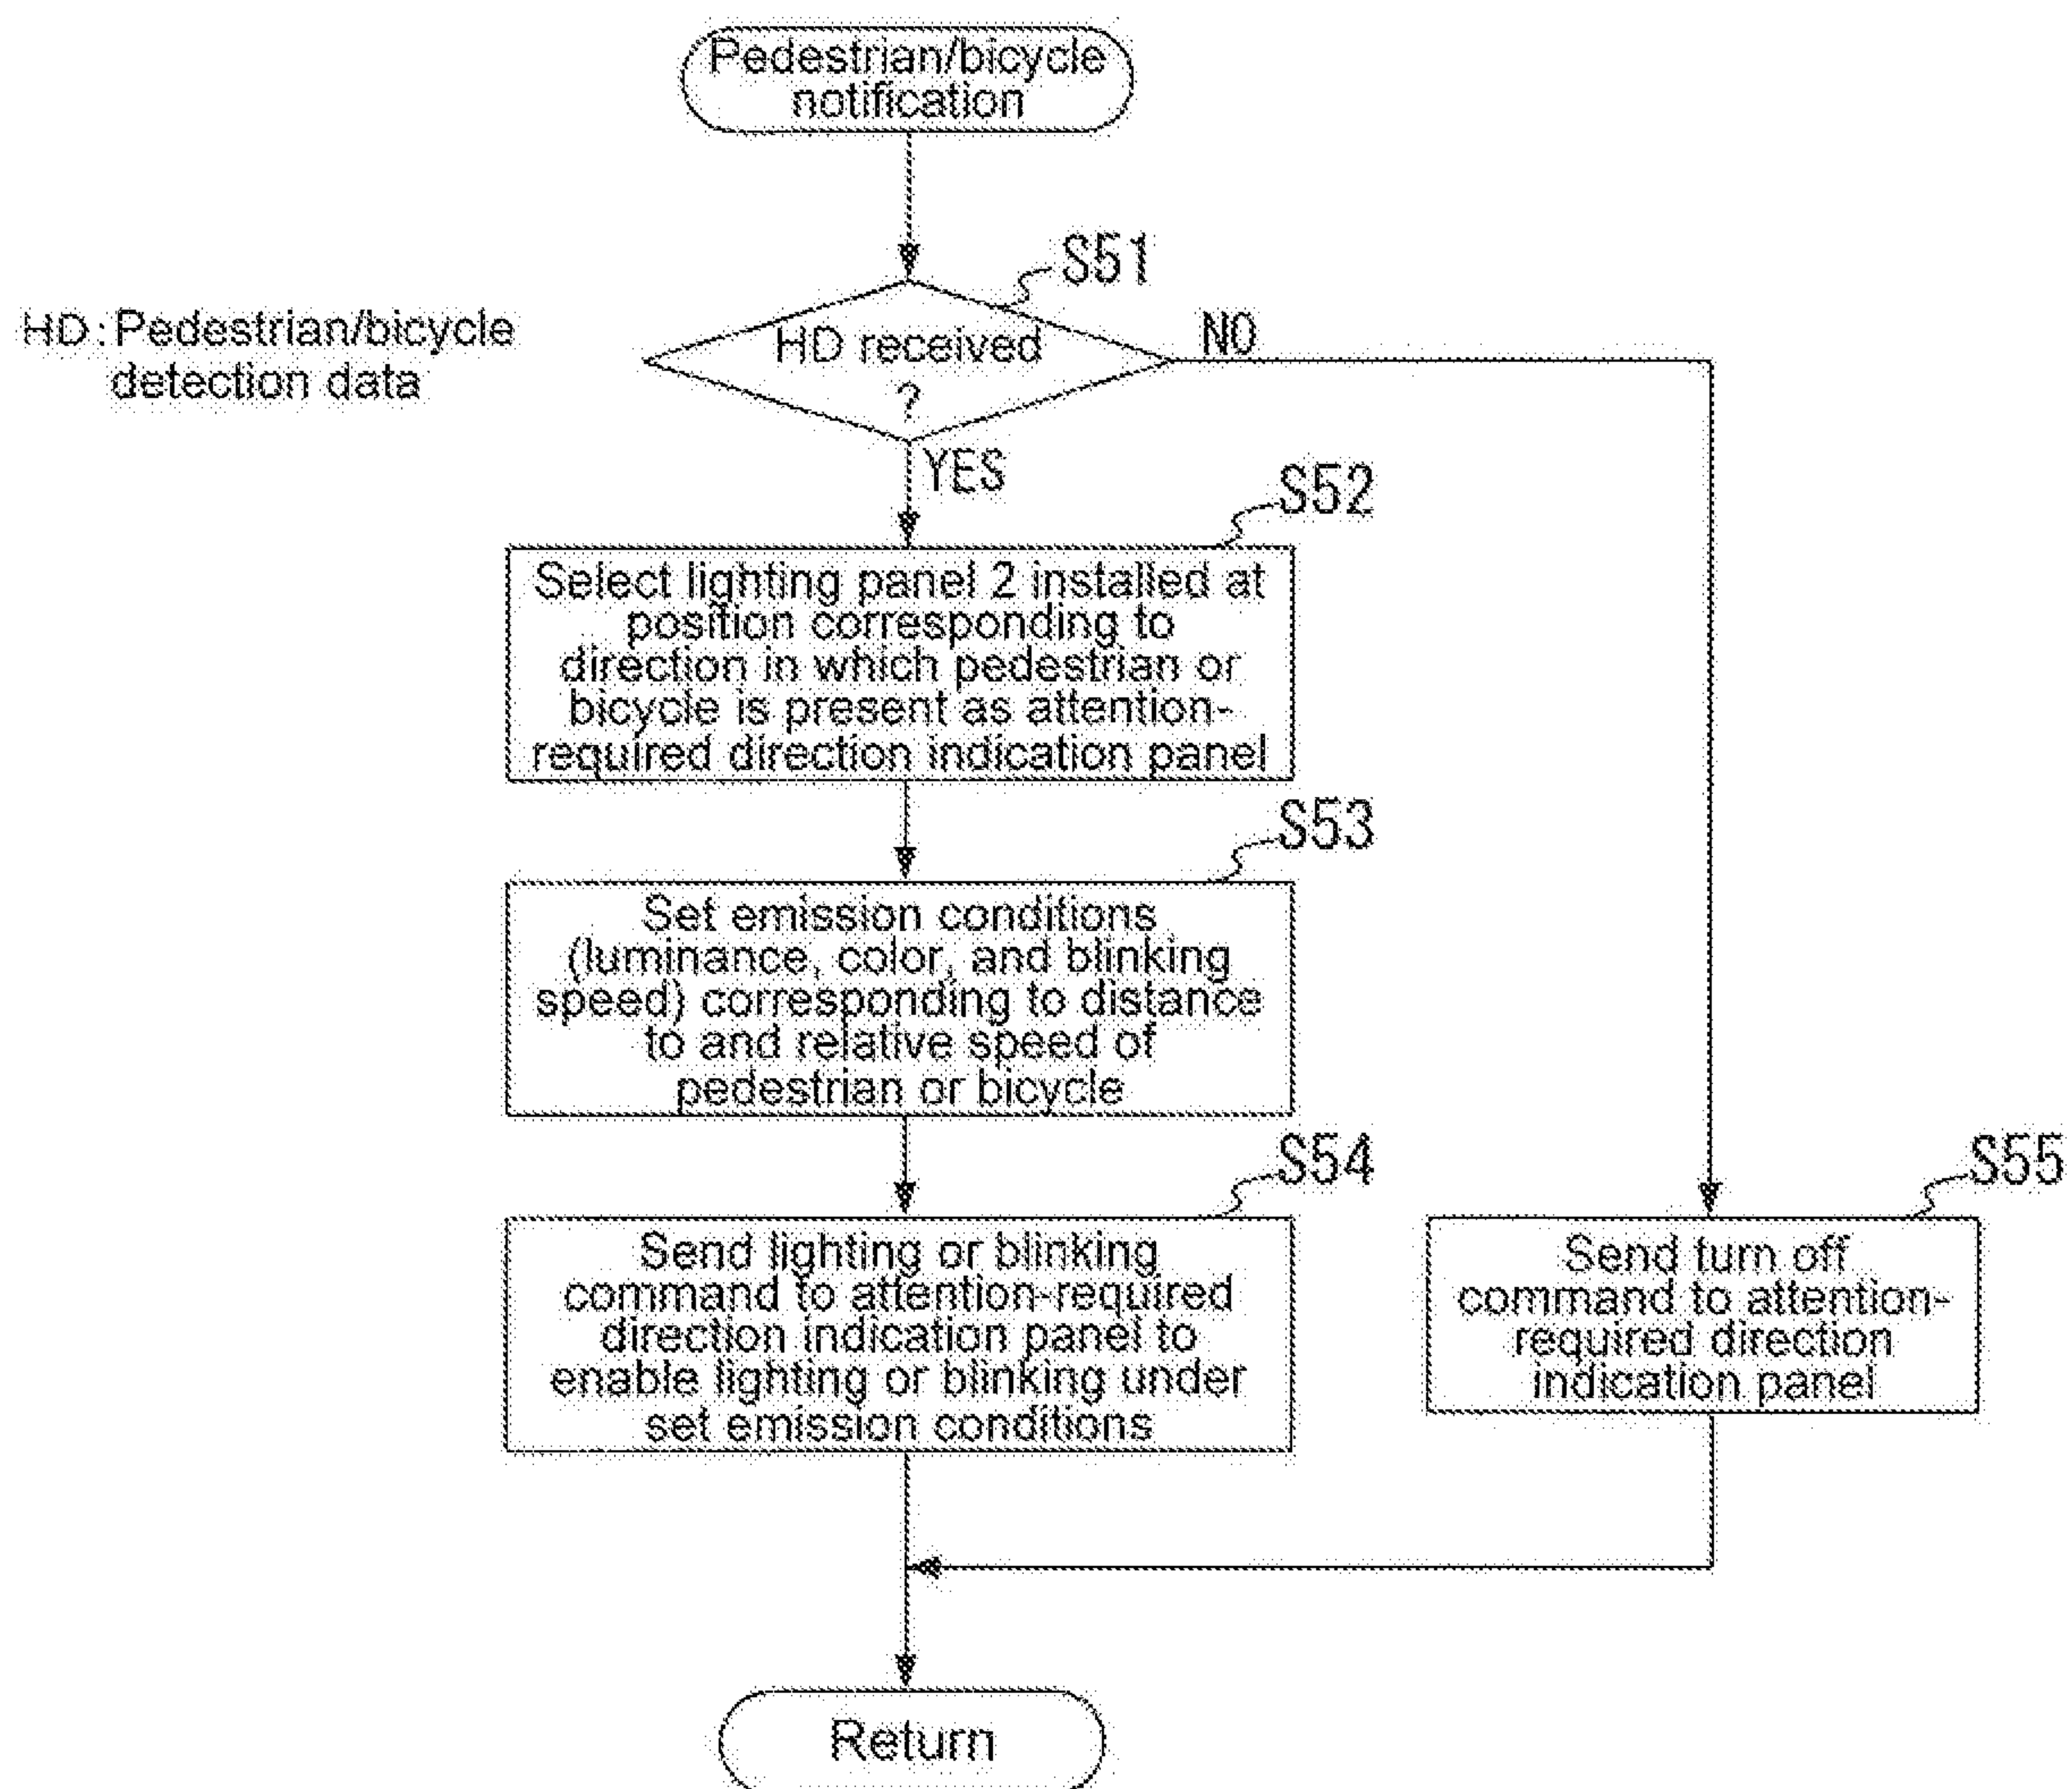 Pedestrian/bicycle
notification
S51
HD:Pedestrian/bicycle
detection data
HD received
?
NO
YES
S52
Select lighting panel 2 installed at
position corresponding to
direction in which pedestrian or
bicycle is present as attention-
required direction indication panel
S53
Set emission conditions
(luminance, color, and blinking
speed) corresponding to distance
to and relative speed of
pedestrian or bicycle
S54
Send lighting or blinking
command to attention-required
direction indication panel to
enable lighting or blinking under
set emission conditions
S55
Send turn off
command to attention-
required direction
indication panel
Return